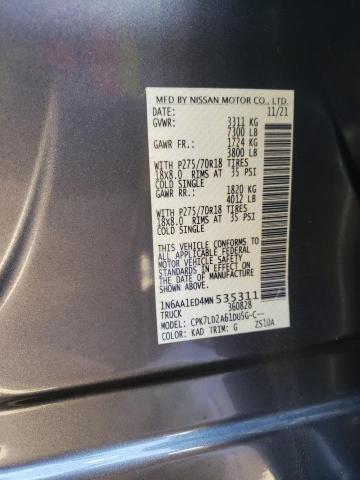 MFD BY NISSAN MOTOR CO., LTD.
DATE: 11/21
GVWR: 3311 KG
7300 LB
GAWR FR.: 1724 KG
3800 LB
WITH P275/70R18 TIRES
18x8.0 RIMS AT 35 PSI
COLD SINGLE
GAWR RR.: 1820 KG
4012 LB
WITH P275/70R18 TIRES
18x8.0 RIMS AT 35 PSI
COLD SINGLE
THIS VEHICLE CONFORMS
TO ALL APPLICABLE FEDERAL
MOTOR VEHICLE SAFETY
STANDARDS IN EFFECT ON
THE DATE OF MANUFACTURE
SHOWN ABOVE.
1N6AA1ED4MN535311
TRUCK 360828
MODEL: CPK7LD2A61DU5G-C--
COLOR: KAD TRIM: G ZS10A